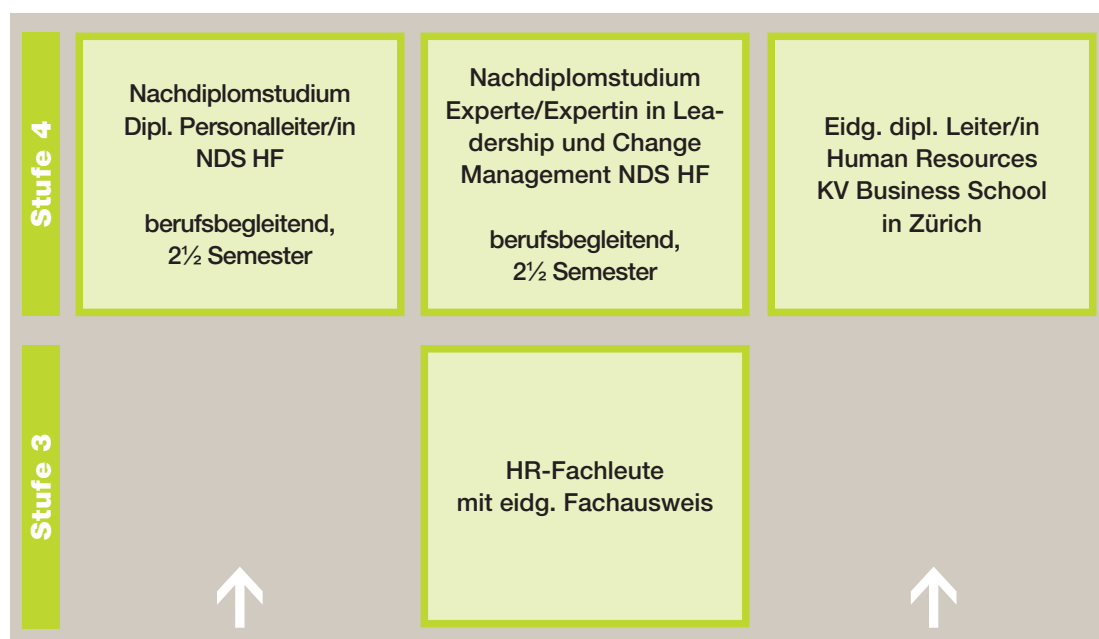 Stufe 4
Nachdiplomstudium
Dipl. Personalleiter/in
NDS HF
berufsbegleitend,
2½ Semester
Nachdiplomstudium
Experte/Expertin in Lea-
dership und Change
Management NDS HF
berufsbegleitend,
2½ Semester
Eidg. dipl. Leiter/in
Human Resources
KV Business School
in Zürich
Stufe 3
HR-Fachleute
mit eidg. Fachausweis